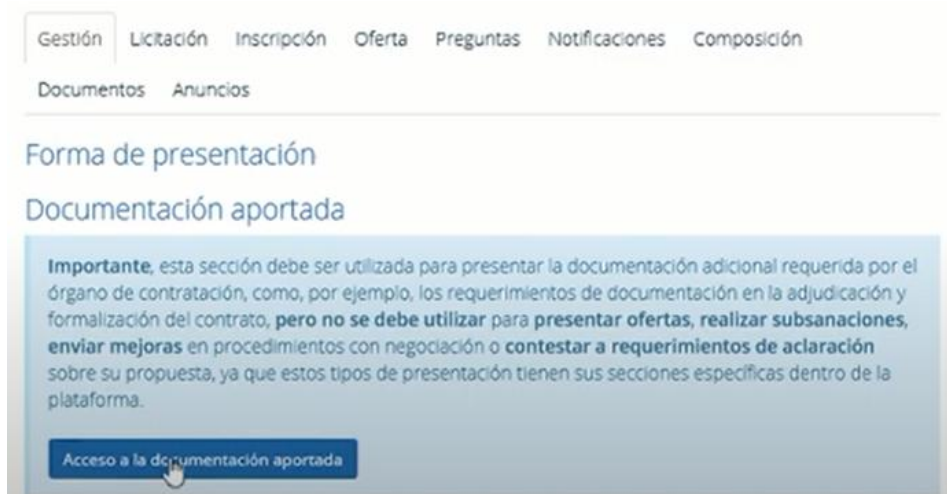 Gestión Licitación Inscripción Oferta Preguntas Notificaciones Composición
Documentos Anuncios
Forma de presentación
Documentación aportada
Importante, esta sección debe ser utilizada para presentar la documentación adicional requerida por el
órgano de contratación, como, por ejemplo, los requerimientos de documentación en la adjudicación y
formalización del contrato, pero no se debe utilizar para presentar ofertas, realizar subsanaciones,
enviar mejoras en procedimientos con negociación o contestar a requerimientos de aclaración
sobre su propuesta, ya que estos tipos de presentación tienen sus secciones específicas dentro de la
plataforma.
Acceso a la documentación aportada